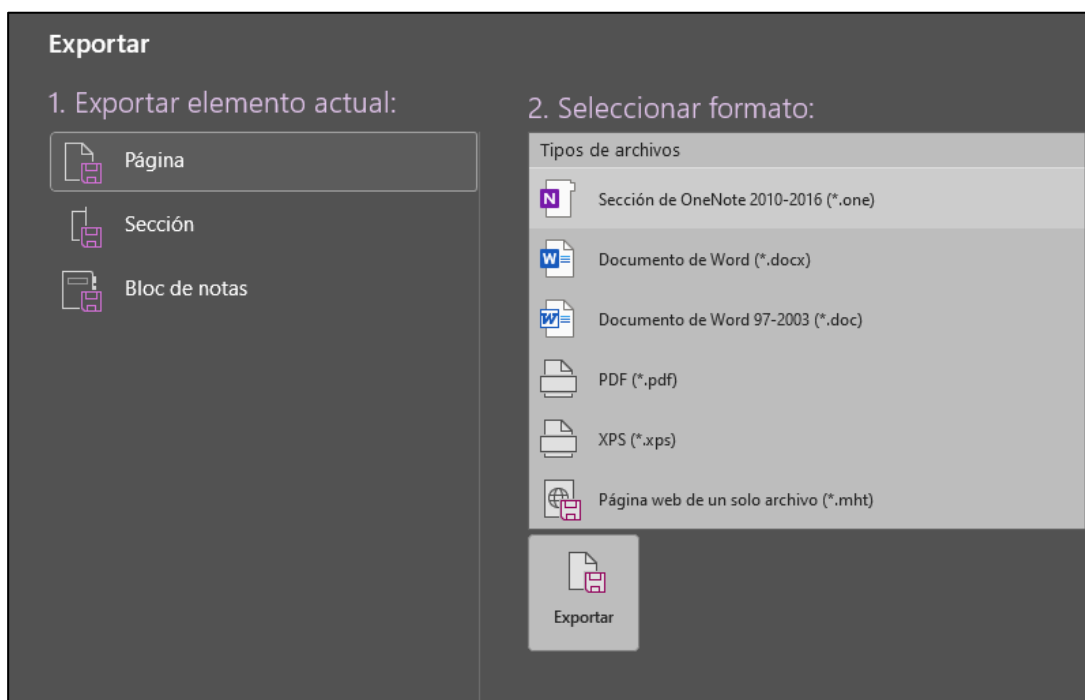 Exportar
1. Exportar elemento actual:
Página
Sección
Bloc de notas
2. Seleccionar formato:
Tipos de archivos
Sección de OneNote 2010-2016 (*.one)
Documento de Word (*.docx)
Documento de Word 97-2003 (*.doc)
PDF (*.pdf)
XPS (*.xps)
Página web de un solo archivo (*.mht)
Exportar